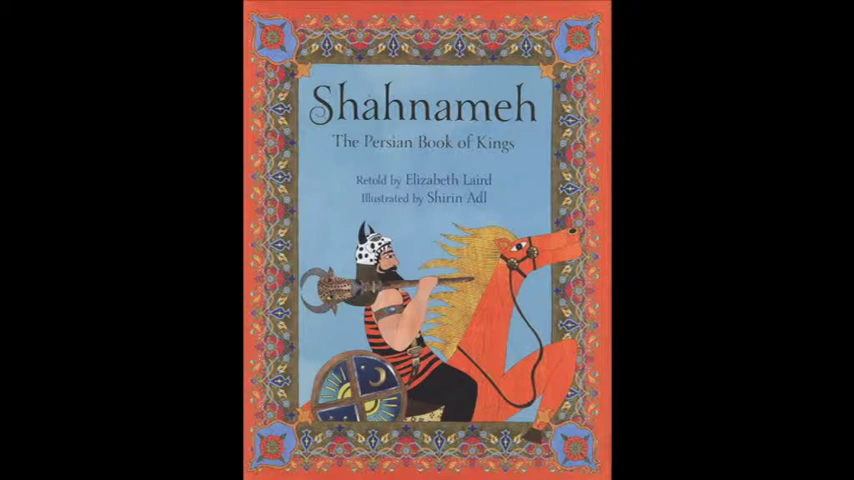 Shahnameh
The Persian Book of Kings
Retold by Elizabeth Laird
Illustrated by Shirin Adl